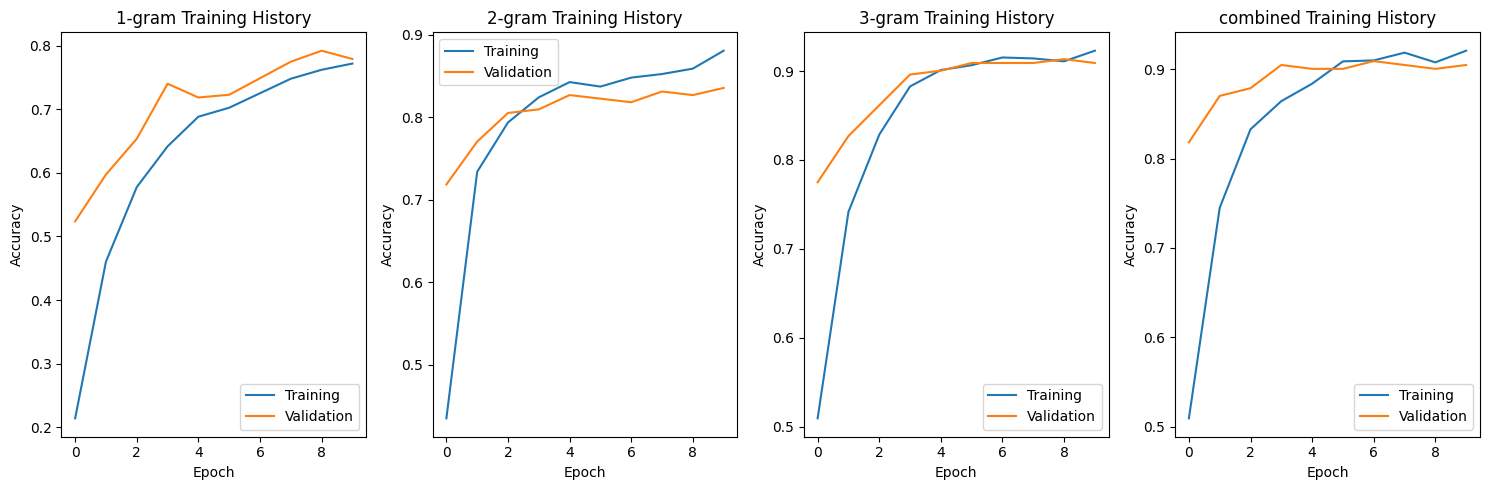 1-gram Training History
Accuracy
0.8
0.7
0.6
0.5
0.4
0.3
0.2
0 2 4 6 8
Epoch
Training
Validation
2-gram Training History
Accuracy
0.9
0.8
0.7
0.6
0.5
0 2 4 6 8
Epoch
Training
Validation
3-gram Training History
Accuracy
0.9
0.8
0.7
0.6
0.5
0 2 4 6 8
Epoch
Training
Validation
combined Training History
Accuracy
0.9
0.8
0.7
0.6
0.5
0 2 4 6 8
Epoch
Training
Validation